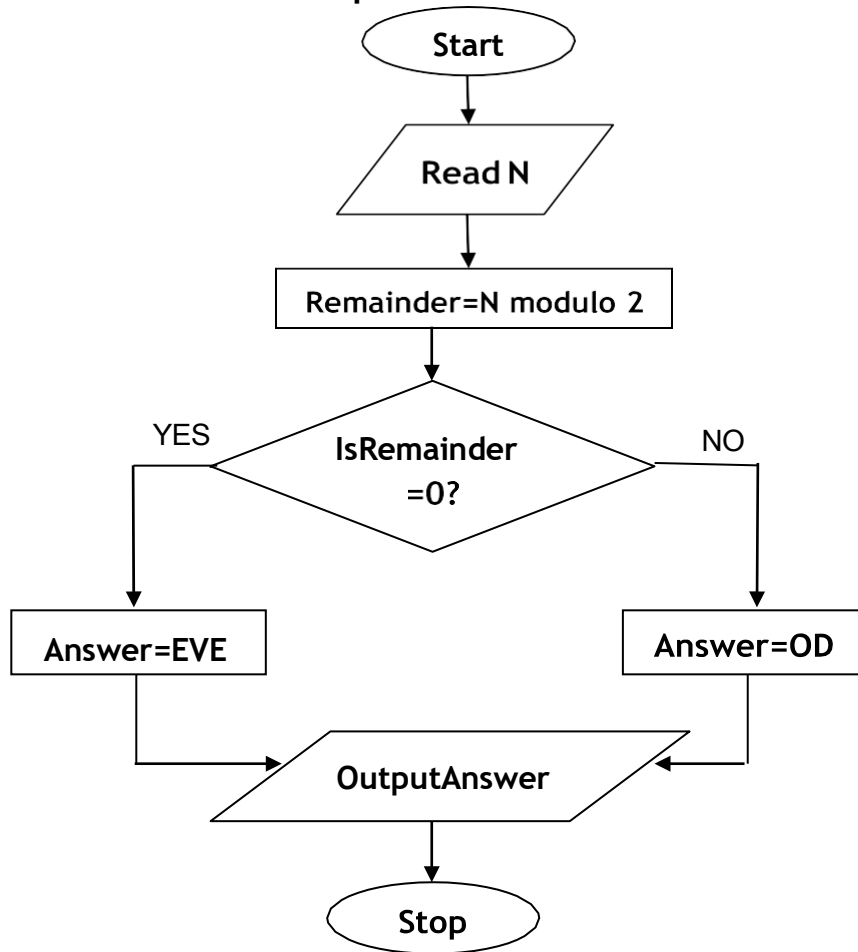 Start
Read N
Remainder=N modulo 2
YES
NO
IsRemainder
=0?
Answer=EVE
Answer=OD
OutputAnswer
Stop